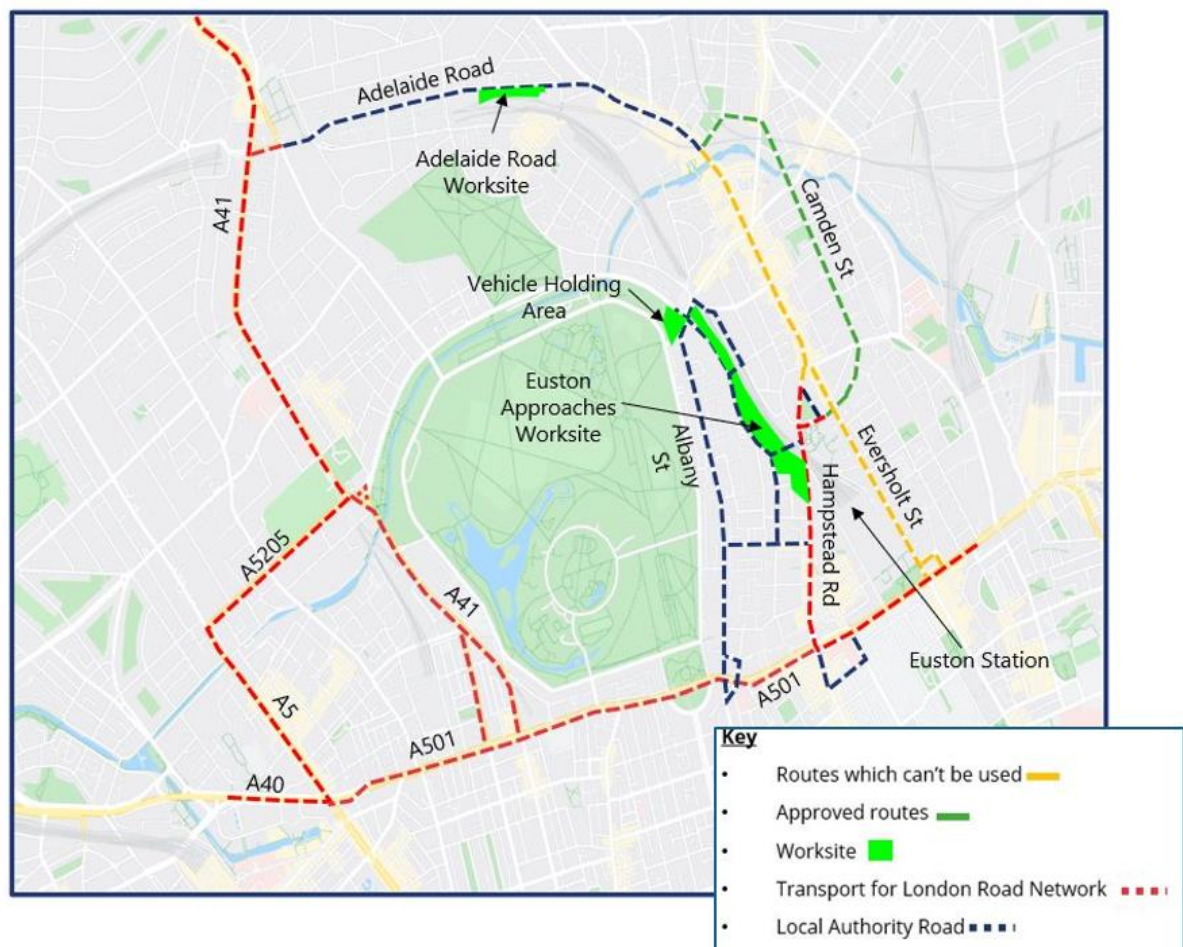 Adelaide Road
Adelaide Road
Worksite
A41
Camden St
Vehicle Holding
Area
Euston
Approaches
Worksite
Albany
St
Hampstead Rd
Eversholt St
A5205
A41
Euston Station
A5
A501
A501
A40
Key
• Routes which can't be used
• Approved routes
• Worksite
• Transport for London Road Network
• Local Authority Road